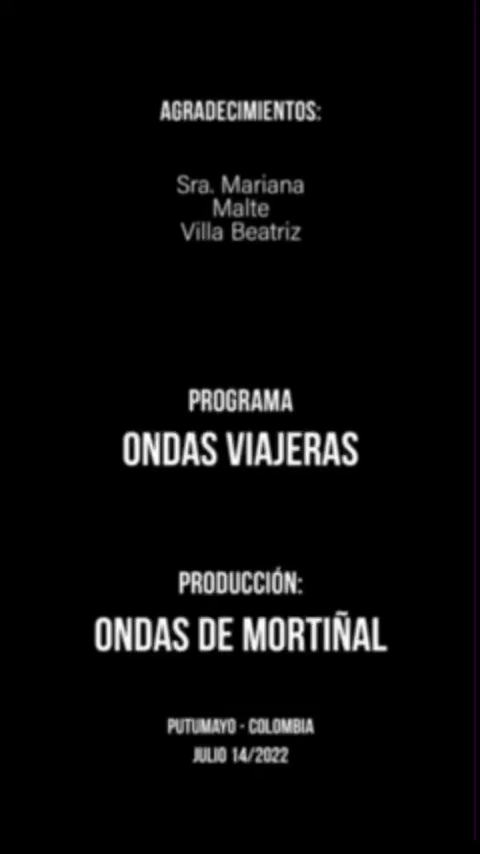 AGRADECIMIENTOS:
Sra. Mariana
Malte
Villa Beatriz
PROGRAMA
ONDAS VIAJERAS
PRODUCCIÓN:
ONDAS DE MORTIÑAL
PUTUMAYO - COLOMBIA
JULIO 14/2022